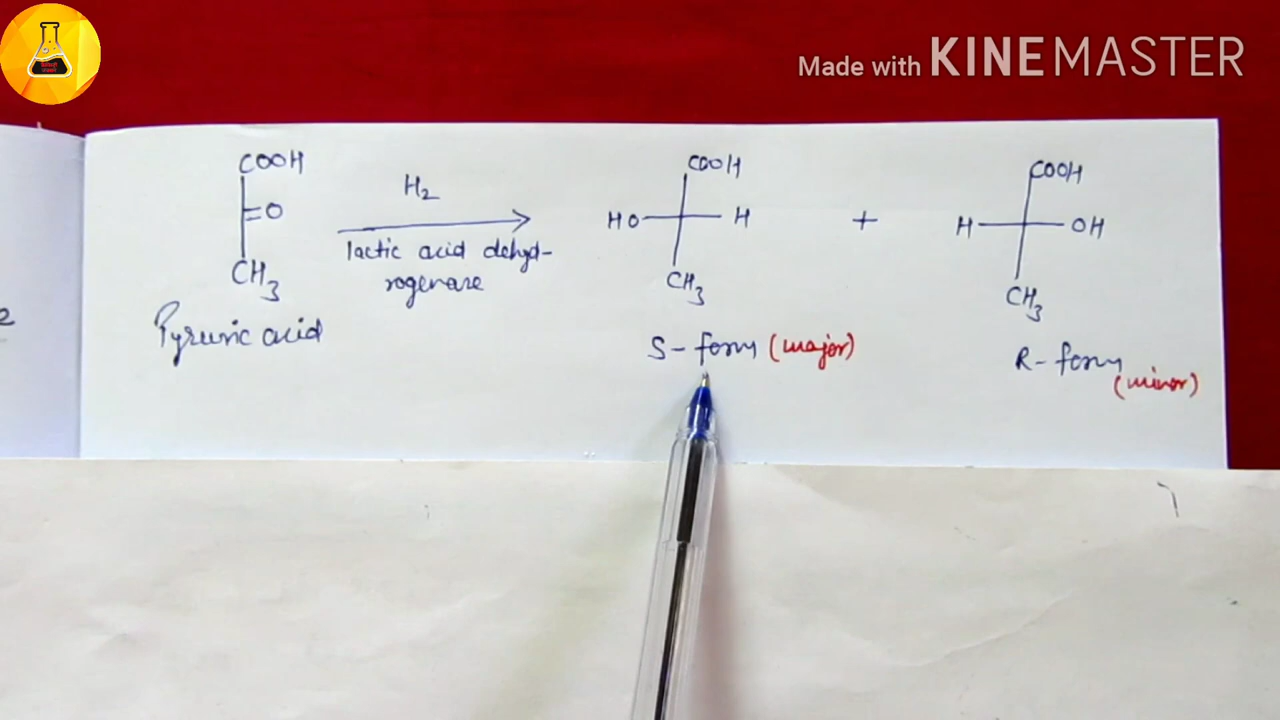 Made with KINEMASTER
COOH
=O
CH3
Pyruvic acid
H2
lactic acid dehyd-
rogenase
COOH
HO H
CH3
S- form (major)
+
COOH
H OH
CH3
R- form
(minor)
2